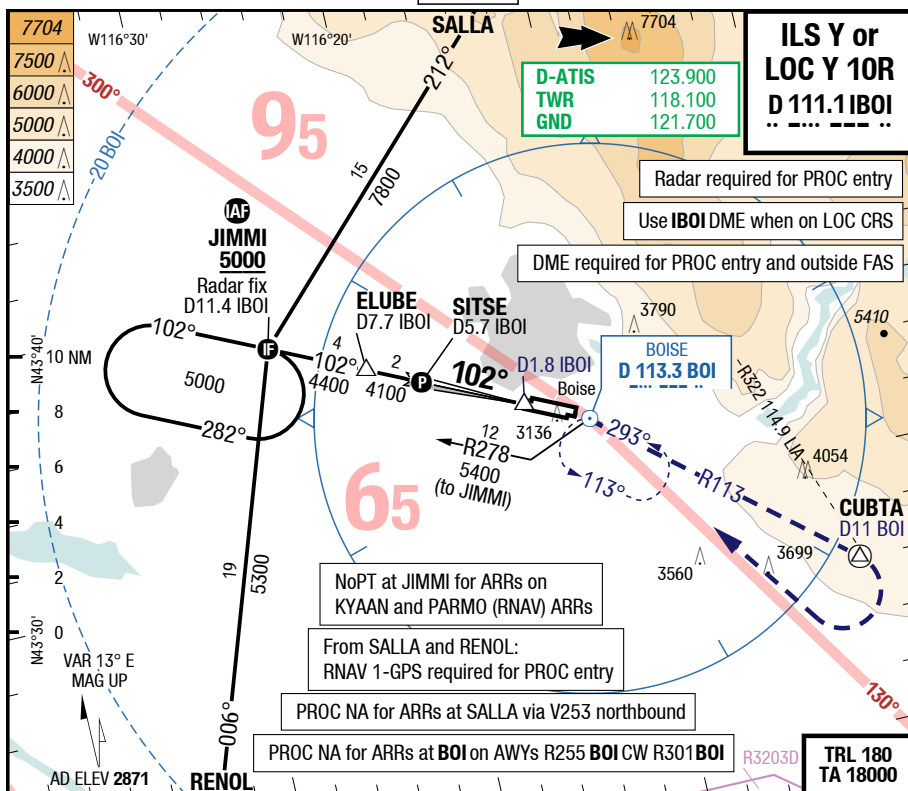 7704
7500
6000
5000
4000
3500
W116°30'
W116°20'
SALLA
7704
ILS Y or
LOC Y 10R
D 111.1 IBOI
D-ATIS 123.900
TWR 118.100
GND 121.700
300°
20 BOI
95
212°
15
7800
Radar required for PROC entry
Use IBOI DME when on LOC CRS
DME required for PROC entry and outside FAS
IAF
JIMMI
5000
Radar fix
D11.4 IBOI
ELUBE
D7.7 IBOI
SITSE
D5.7 IBOI
3790
5410
BOISE
D 113.3 BOI
N43°40'
10 NM
8
6
4
2
0
N43°30'
102°
IF
4
102°
4400
2
4100
P
102°
D1.8 IBOI
Boise
3136
5000
282°
12
R278
5400
(to JIMMI)
293°
113°
R113
R322 114.9 LIA
4054
CUBTA
D11 BOI
65
3560
3699
19
5300
NoPT at JIMMI for ARRs on
KYAAN and PARMO (RNAV) ARRs
From SALLA and RENOL:
RNAV 1-GPS required for PROC entry
VAR 13° E
MAG UP
PROC NA for ARRs at SALLA via V253 northbound
130°
006°
PROC NA for ARRs at BOI on AWYs R255 BOI CW R301 BOI
R3203D
AD ELEV 2871
RENOL
TRL 180
TA 18000